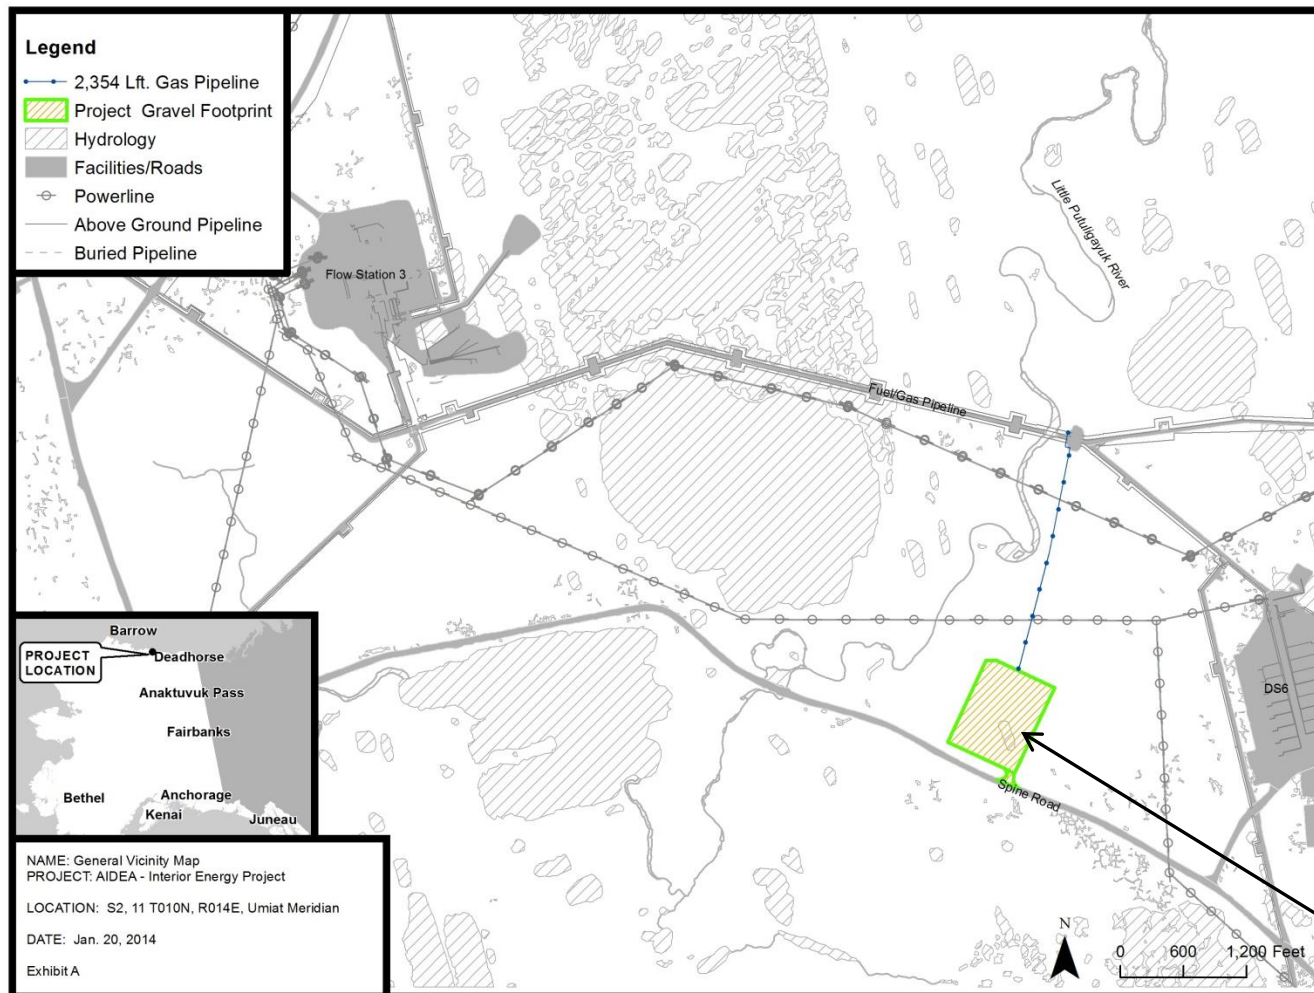 Legend
2,354 Lft. Gas Pipeline
Project Gravel Footprint
Hydrology
Facilities/Roads
Powerline
Above Ground Pipeline
Buried Pipeline
Flow Station 3
Little Putuligayuk River
Fuel/Gas Pipeline
DS6
Spine Road
Barrow
PROJECT
LOCATION
Deadhorse
Anaktuvuk Pass
Fairbanks
Bethel
Anchorage
Kenai
Juneau
NAME: General Vicinity Map
PROJECT: AIDEA - Interior Energy Project
LOCATION: S2, 11 T010N, R014E, Umiat Meridian
DATE: Jan. 20, 2014
Exhibit A
N
0 600 1,200 Feet